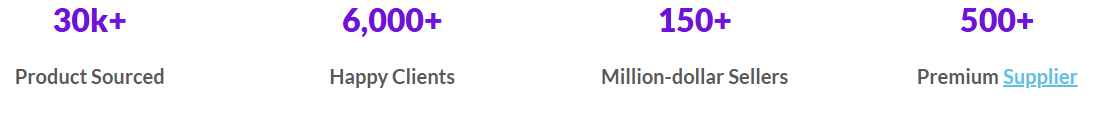 30k+ 6,000+ 150+ 500+
Product Sourced Happy Clients Million-dollar Sellers Premium Supplier